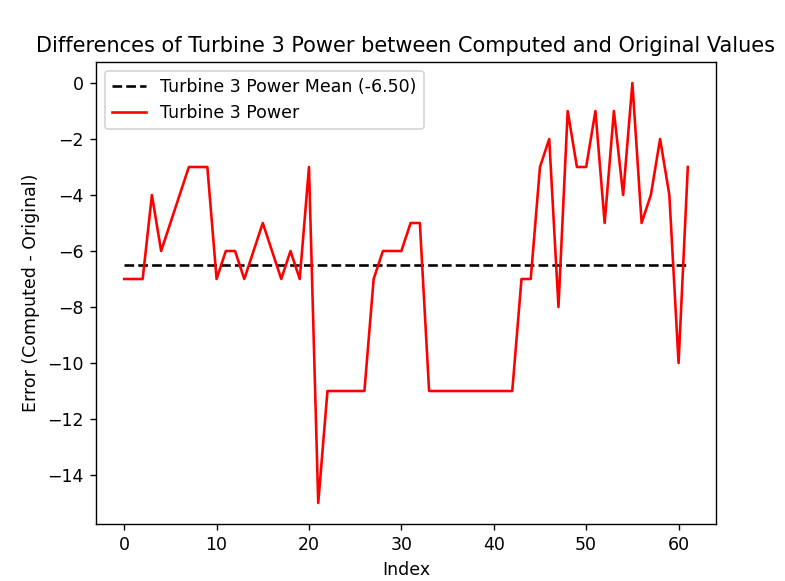 Differences of Turbine 3 Power between Computed and Original Values
Turbine 3 Power Mean (-6.50)
Turbine 3 Power
Error (Computed - Original)
0
−2
−4
−6
−8
−10
−12
−14
0 10 20 30 40 50 60
Index